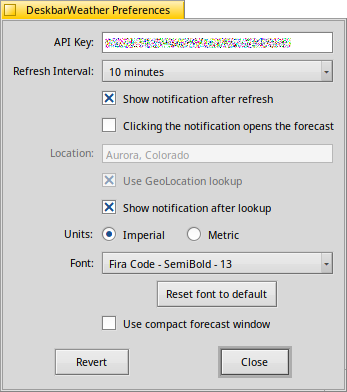 DeskbarWeather Preferences
API Key:
Refresh Interval: 10 minutes
Show notification after refresh
Clicking the notification opens the forecast
Location: Aurora, Colorado
Use GeoLocation lookup
Show notification after lookup
Units: Imperial Metric
Font: Fira Code - SemiBold - 13
Reset font to default
Use compact forecast window
Revert Close